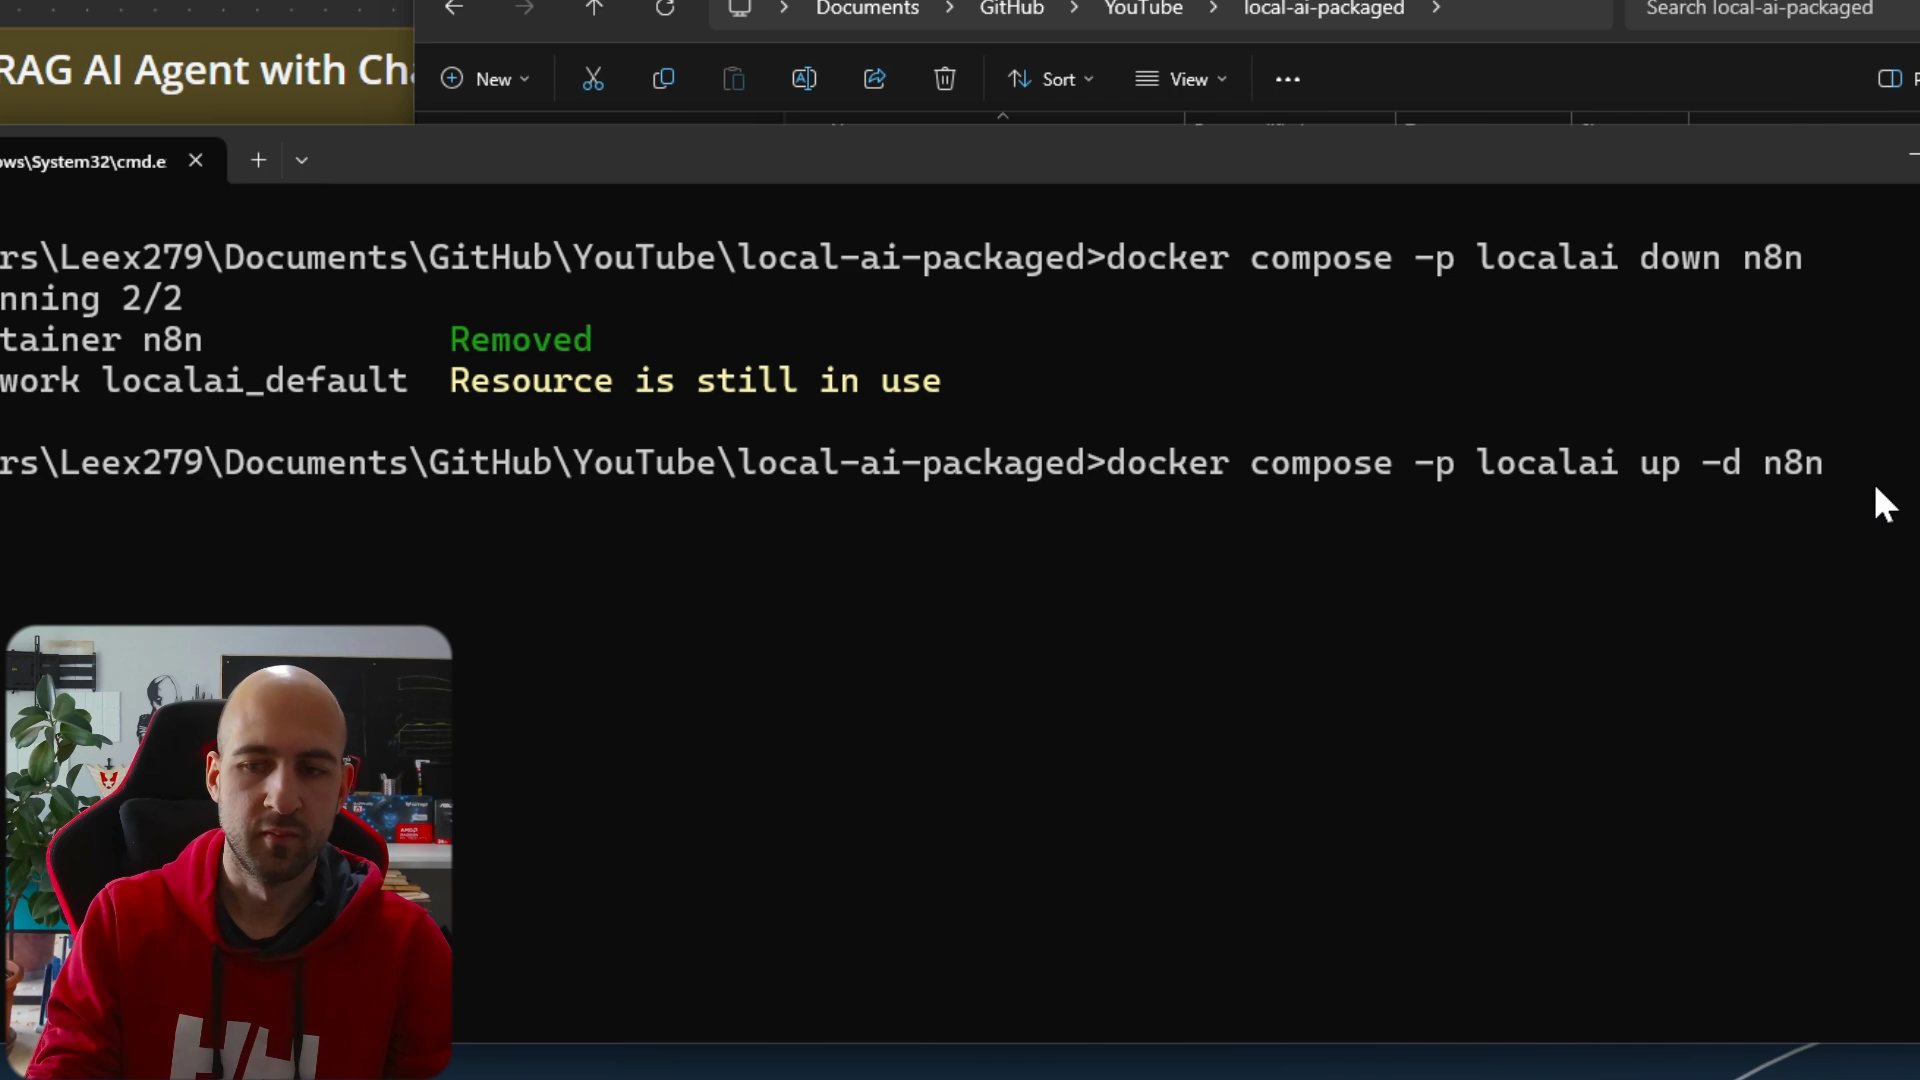 Documents > GitHub > YouTube > local-ai-packaged >
Search local-ai-packaged
RAG AI Agent with Cha
New
Sort
View
ows\System32\cmd.e
rs\Leex279\Documents\GitHub\YouTube\local-ai-packaged>docker compose -p localai down n8n
nning 2/2
tainer n8n Removed
work localai_default Resource is still in use
rs\Leex279\Documents\GitHub\YouTube\local-ai-packaged>docker compose -p localai up -d n8n
AMD
HH